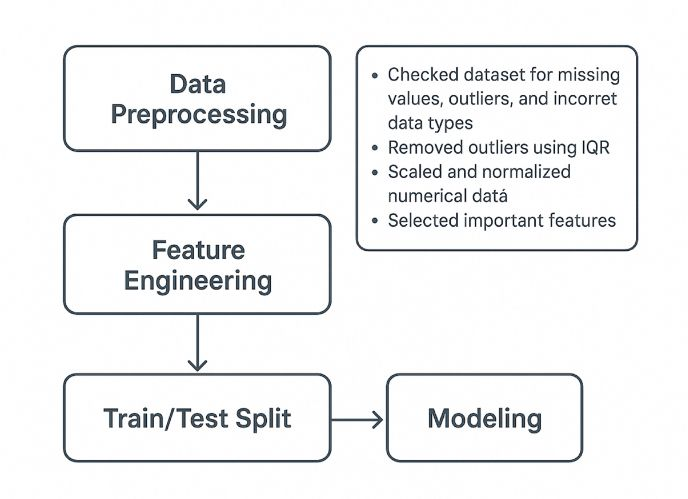 Data
Preprocessing
• Checked dataset for missing
values, outliers, and incorret
data types
• Removed outliers using IQR
• Scaled and normalized
numerical datá
• Selected important features
Feature
Engineering
Train/Test Split
Modeling